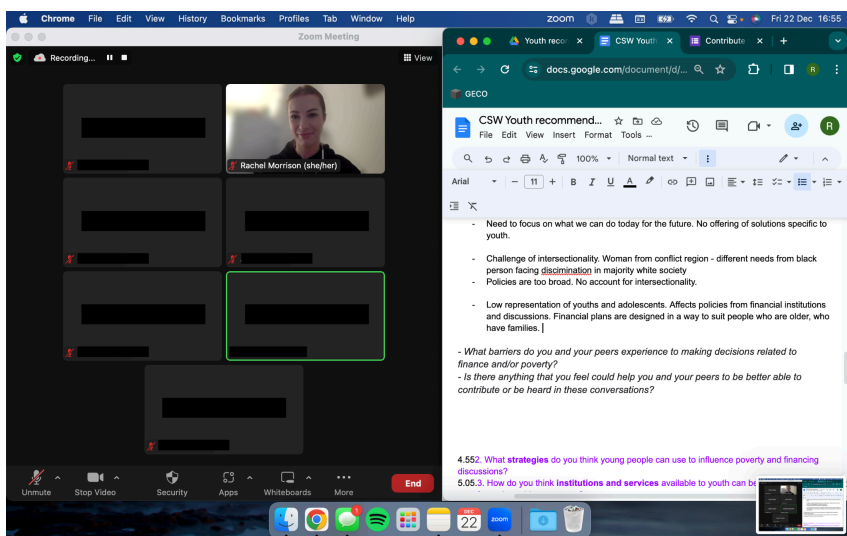 Chrome File Edit View History Bookmarks Profiles Tab Window Help zoom Fri 22 Dec 16:55
Zoom Meeting
Recording...
View
Rachel Morrison (she/her)
Unmute
Stop Video
Security
Apps
Whiteboards
More
End
Youth recor
CSW Youth
Contribute
docs.google.com/document/d/...
R
GECO
CSW Youth recommend...
File Edit View Insert Format Tools ...
R
100% Normal text
Arial 11 B I U A
- Need to focus on what we can do today for the future. No offering of solutions specific to
youth.
- Challenge of intersectionality. Woman from conflict region - different needs from black
person facing discimination in majority white society
- Policies are too broad. No account for intersectionality.
- Low representation of youths and adolescents. Affects policies from financial institutions
and discussions. Financial plans are designed in a way to suit people who are older, who
have families.
- What barriers do you and your peers experience to making decisions related to
finance and/or poverty?
- Is there anything that you feel could help you and your peers to be better able to
contribute or be heard in these conversations?
4.552. What strategies do you think young people can use to influence poverty and financing
discussions?
5.05.3. How do you think institutions and services available to youth can be
1
DEC
22
zoom